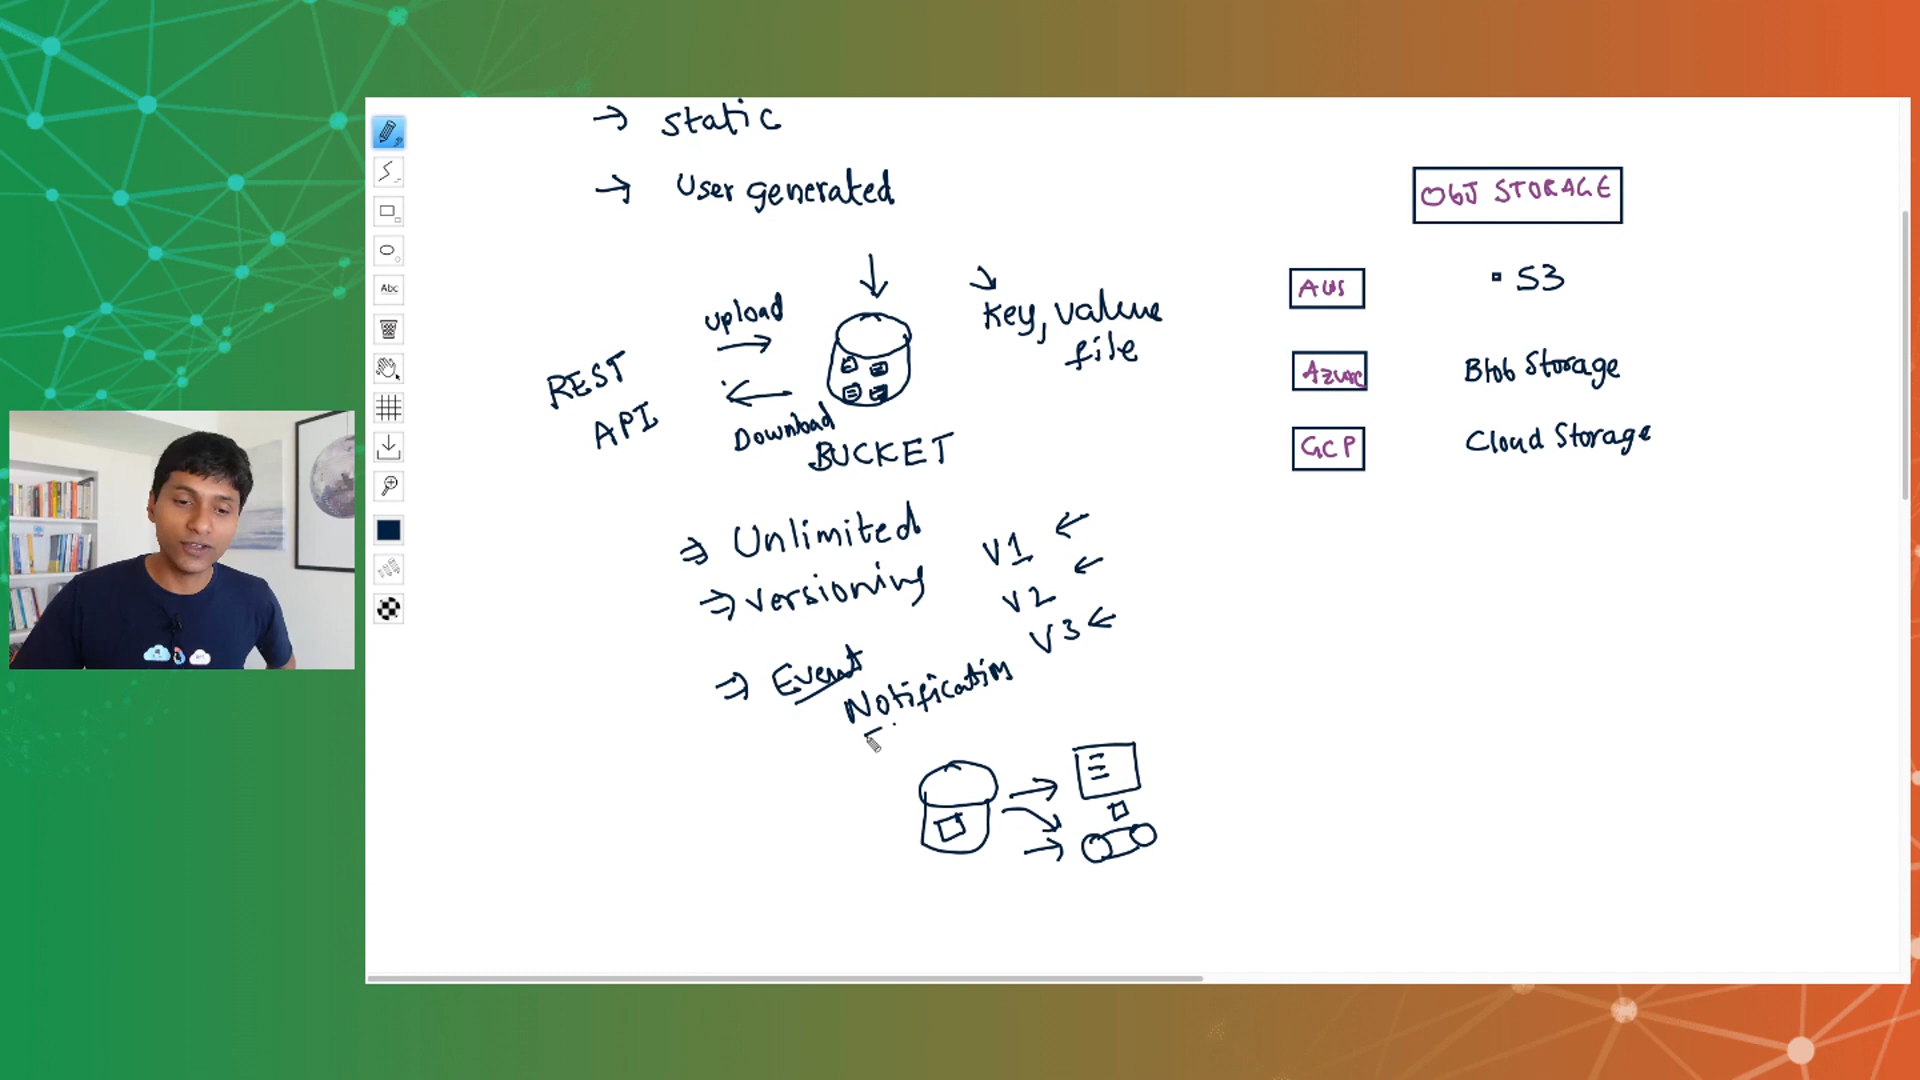 → static
→ User generated
OBJ STORAGE
AWS
S3
Azure
Blob Storage
GCP
Cloud Storage
upload
Key, value
file
REST
API
Download
BUCKET
⇒ Unlimited
⇒ versioning
V1 ←
V2 ←
V3 ←
⇒ Event
Notification
Abc